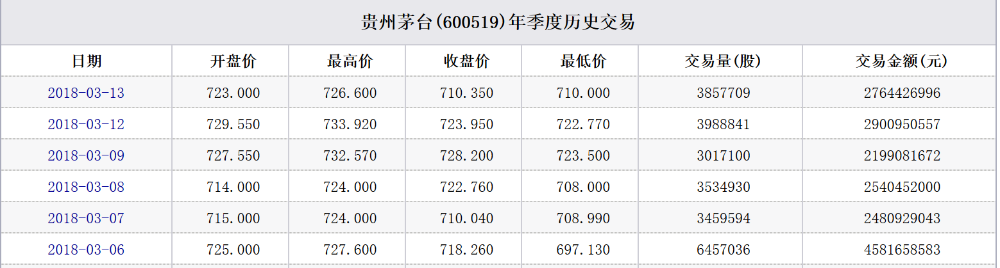 贵州茅台(600519)年季度历史交易
日期 开盘价 最高价 收盘价 最低价 交易量(股) 交易金额(元)
2018-03-13 723.000 726.600 710.350 710.000 3857709 2764426996
2018-03-12 729.550 733.920 723.950 722.770 3988841 2900950557
2018-03-09 727.550 732.570 728.200 723.500 3017100 2199081672
2018-03-08 714.000 724.000 722.760 708.000 3534930 2540452000
2018-03-07 715.000 724.000 710.040 708.990 3459594 2480929043
2018-03-06 725.000 727.600 718.260 697.130 6457036 4581658583